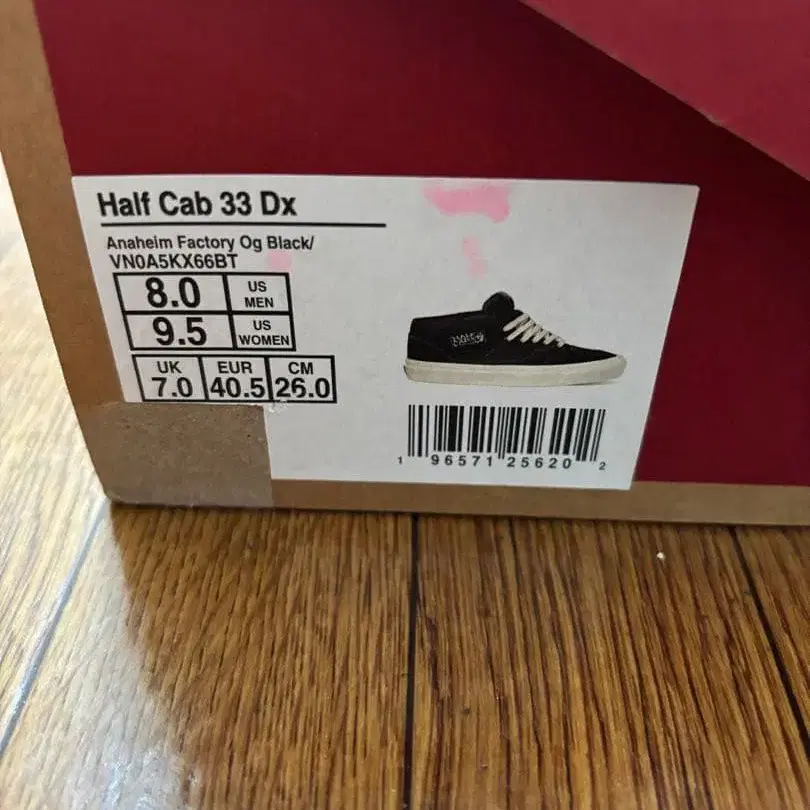 Half Cab 33 Dx
Anaheim Factory Og Black/
VN0A5KX66BT
8.0 US MEN
9.5 US WOMEN
UK EUR CM
7.0 40.5 26.0
1 96571 25620 2